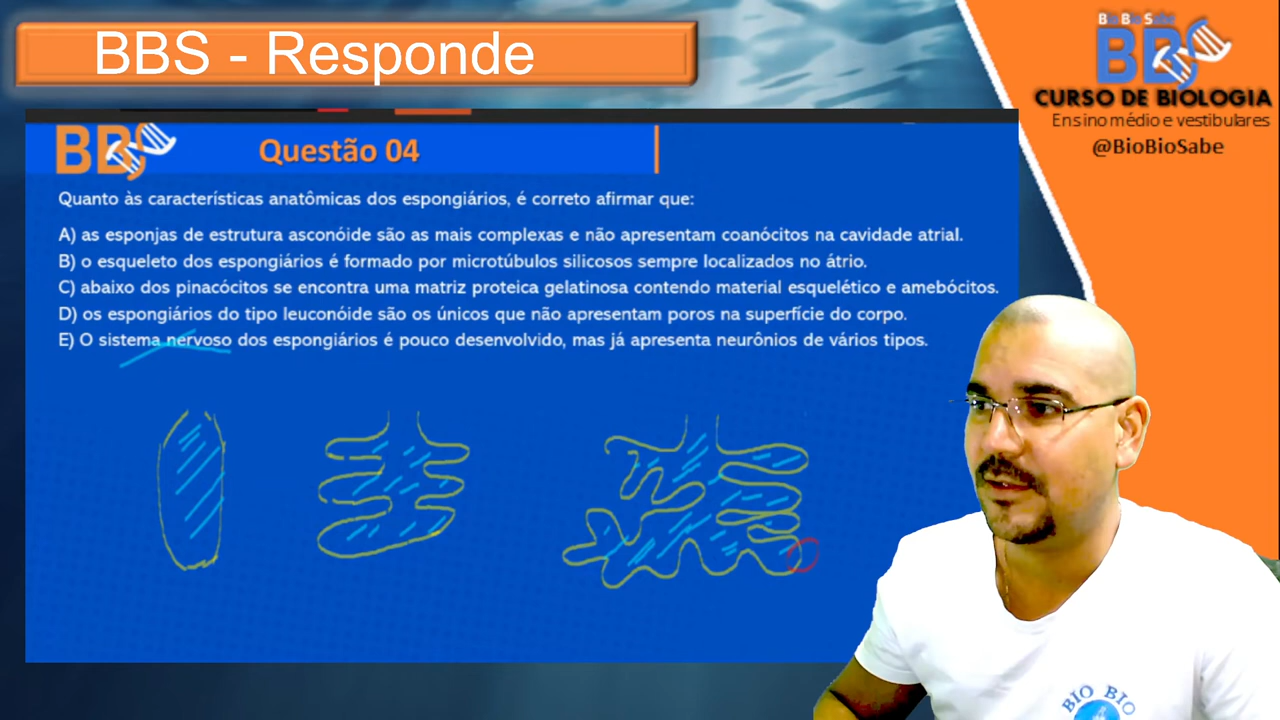 BBS - Responde
Bio Bio Sabe
BBS
CURSO DE BIOLOGIA
Ensino médio e vestibulares
@BioBioSabe
BBS
Questão 04
Quanto às características anatômicas dos espongiários, é correto afirmar que:
A) as esponjas de estrutura asconóide são as mais complexas e não apresentam coanócitos na cavidade atrial.
B) o esqueleto dos espongiários é formado por microtúbulos silicosos sempre localizados no átrio.
C) abaixo dos pinacócitos se encontra uma matriz proteica gelatinosa contendo material esquelético e amebócitos.
D) os espongiários do tipo leuconóide são os únicos que não apresentam poros na superfície do corpo.
E) O sistema nervoso dos espongiários é pouco desenvolvido, mas já apresenta neurônios de vários tipos.
BIO BIO